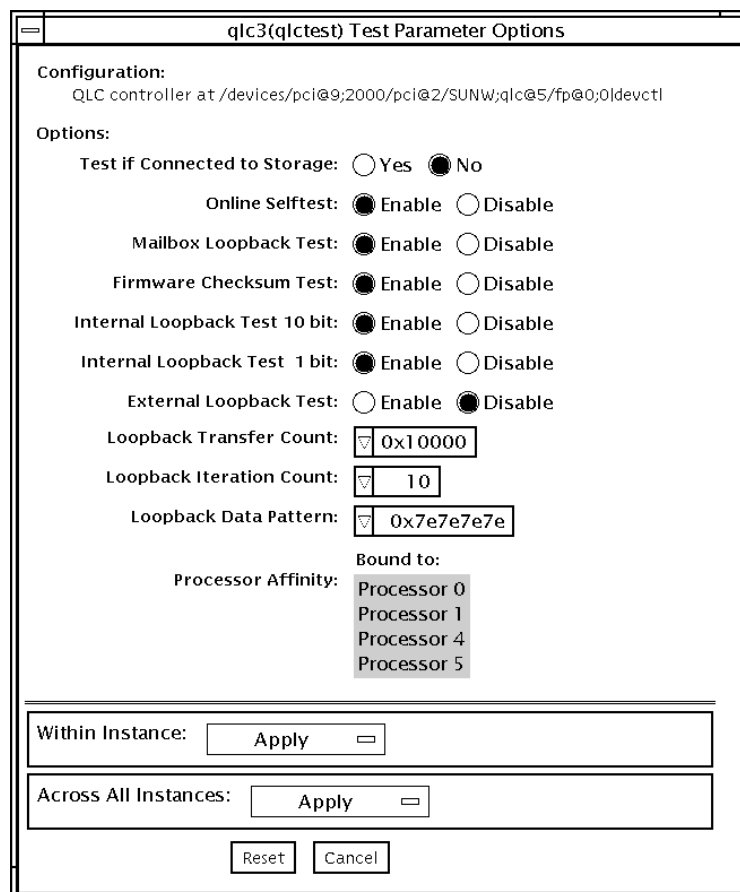 qlc3(qlctest) Test Parameter Options
Configuration:
QLC controller at /devices/pci@9;2000/pci@2/SUNW;qlc@5/fp@0;0|devctl
Options:
Test if Connected to Storage: Yes No
Online Selftest: Enable Disable
Mailbox Loopback Test: Enable Disable
Firmware Checksum Test: Enable Disable
Internal Loopback Test 10 bit: Enable Disable
Internal Loopback Test 1 bit: Enable Disable
External Loopback Test: Enable Disable
Loopback Transfer Count: 0x10000
Loopback Iteration Count: 10
Loopback Data Pattern: 0x7e7e7e7e
Bound to:
Processor Affinity:
Processor 0
Processor 1
Processor 4
Processor 5
Within Instance: Apply
Across All Instances: Apply
Reset Cancel